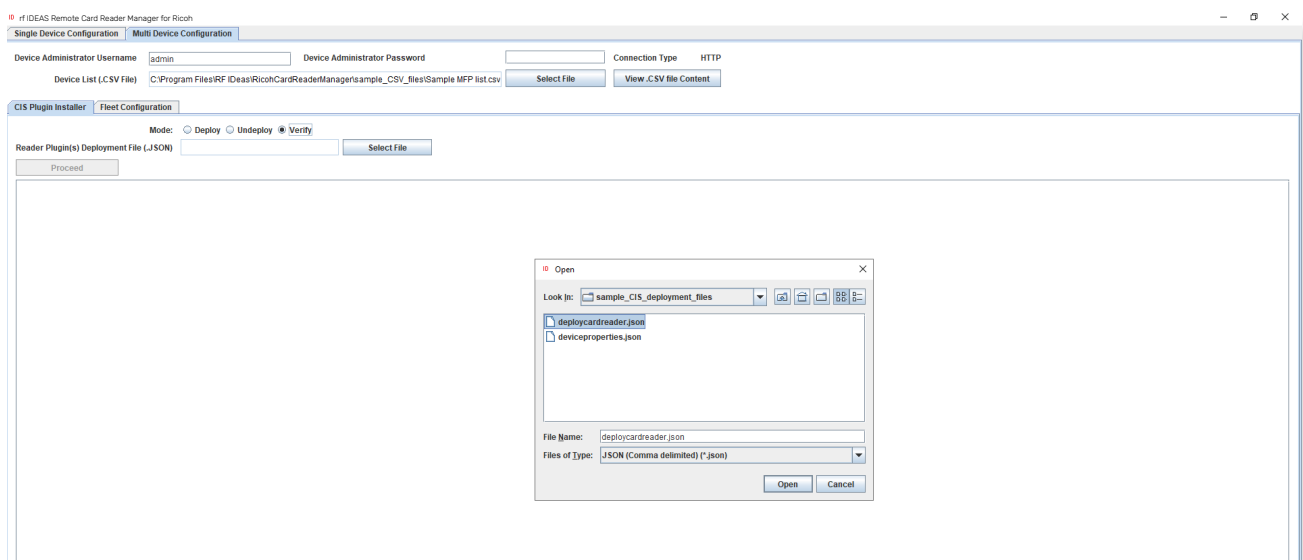 ID rf IDEAS Remote Card Reader Manager for Ricoh
Single Device Configuration Multi Device Configuration
Device Administrator Username admin Device Administrator Password Connection Type HTTP
Device List (.CSV File) C:\Program Files\RF IDeas\RicohCardReaderManager\sample_CSV_files\Sample MFP list.csv Select File View .CSV file Content
CIS Plugin Installer Fleet Configuration
Mode: Deploy Undeploy Verify
Reader Plugin(s) Deployment File (.JSON) Select File
Proceed
ID Open
Look In: sample_CIS_deployment_files
deploycardreader.json
deviceproperties.json
File Name: deploycardreader.json
Files of Type: JSON (Comma delimited) (*.json)
Open Cancel